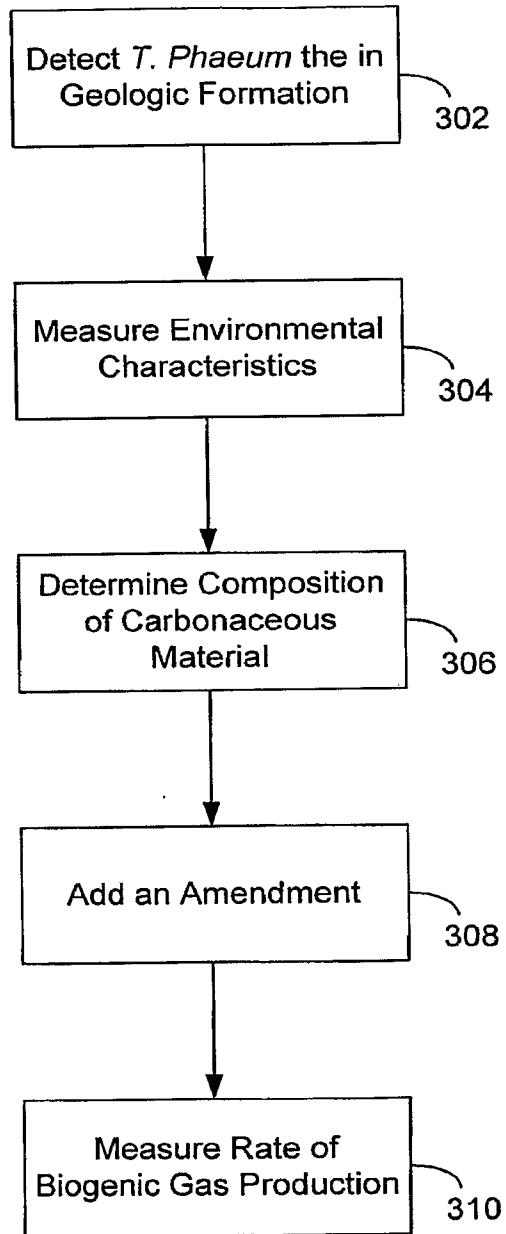 Detect T. Phaeum the in
Geologic Formation
302
Measure Environmental
Characteristics
304
Determine Composition
of Carbonaceous
Material
306
Add an Amendment
308
Measure Rate of
Biogenic Gas Production
310